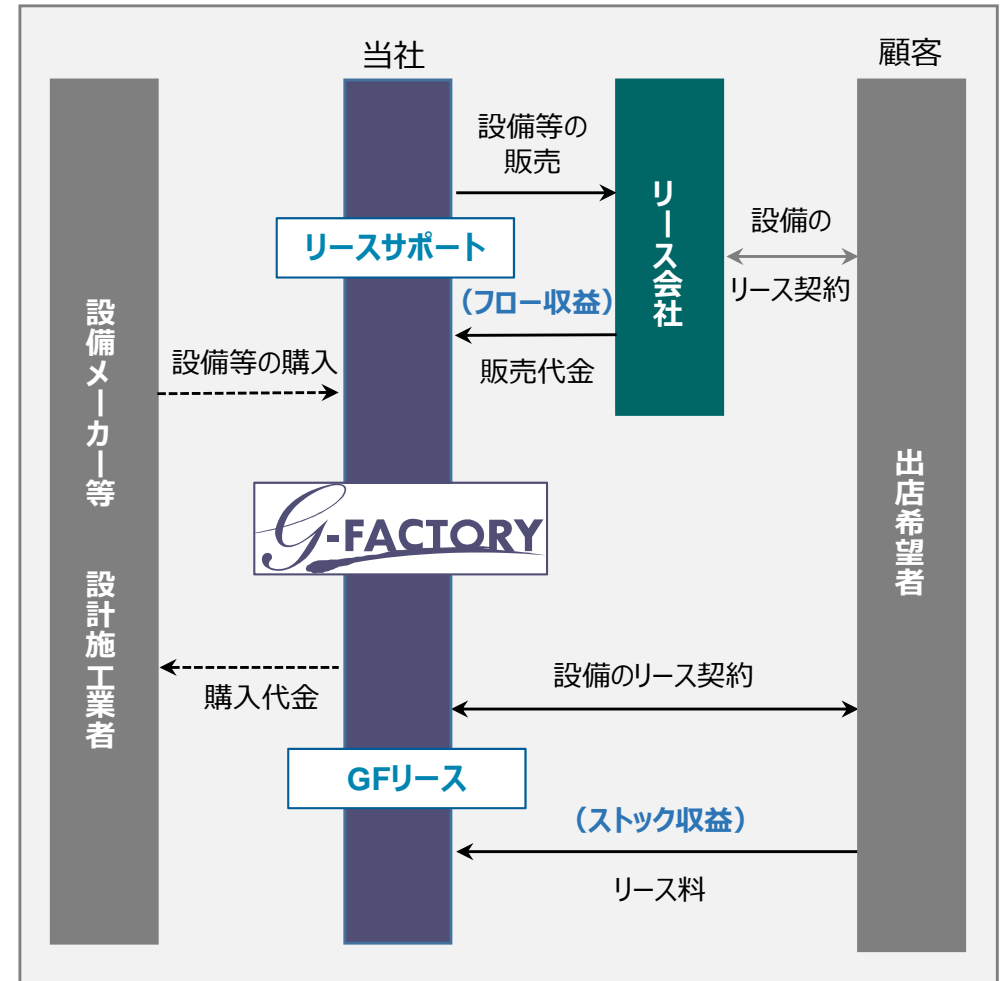 当社
顧客
設備等の
販売
リースサポート
設備の
リース契約
リース会社
（フロー収益）
販売代金
設備メーカー等　設計施工業者
設備等の購入
G-FACTORY
出店希望者
購入代金
設備のリース契約
GFリース
（ストック収益）
リース料